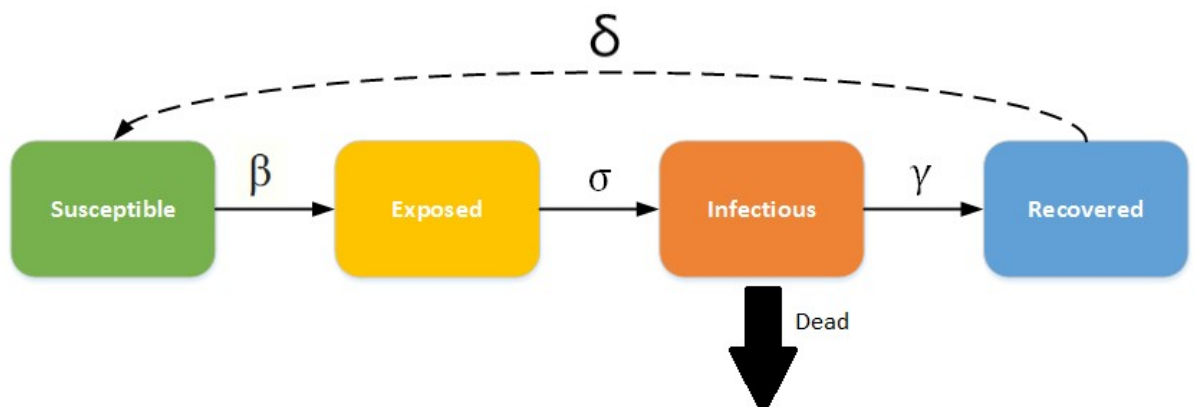 δ
Susceptible
β
Exposed
σ
Infectious
γ
Recovered
Dead